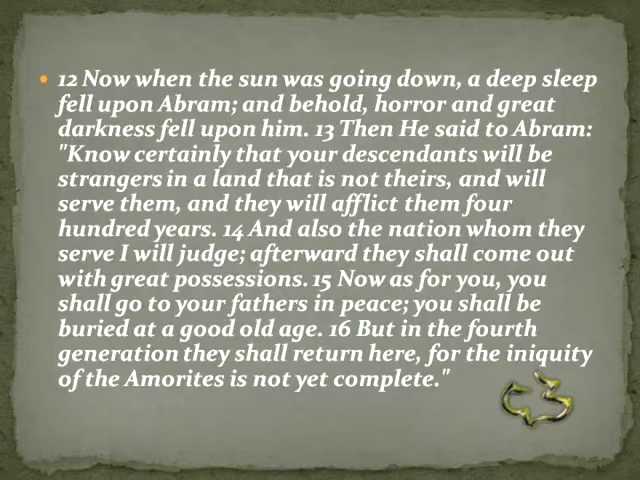 • 12 Now when the sun was going down, a deep sleep
fell upon Abram; and behold, horror and great
darkness fell upon him. 13 Then He said to Abram:
"Know certainly that your descendants will be
strangers in a land that is not theirs, and will
serve them, and they will afflict them four
hundred years. 14 And also the nation whom they
serve I will judge; afterward they shall come out
with great possessions. 15 Now as for you, you
shall go to your fathers in peace; you shall be
buried at a good old age. 16 But in the fourth
generation they shall return here, for the iniquity
of the Amorites is not yet complete."